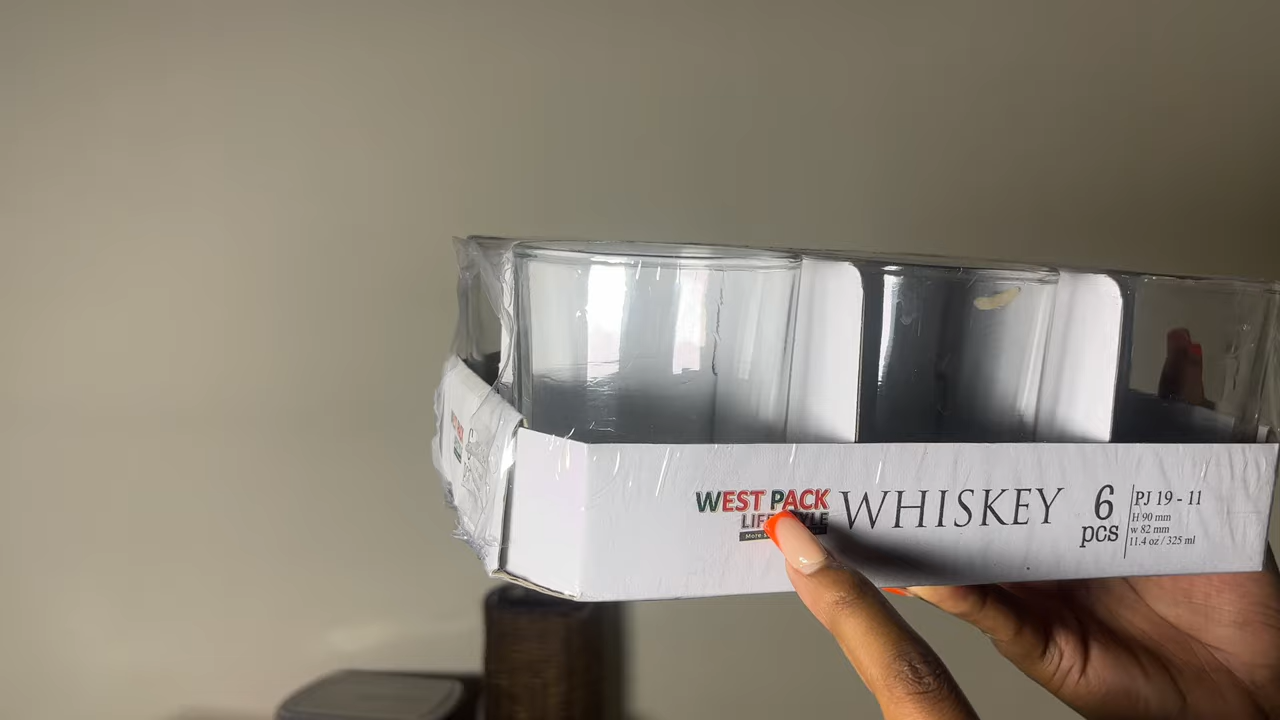 WEST PACK
WHISKEY
6
pcs
PJ 19 - 11
H 90 mm
w 82 mm
11.4 oz / 325 ml